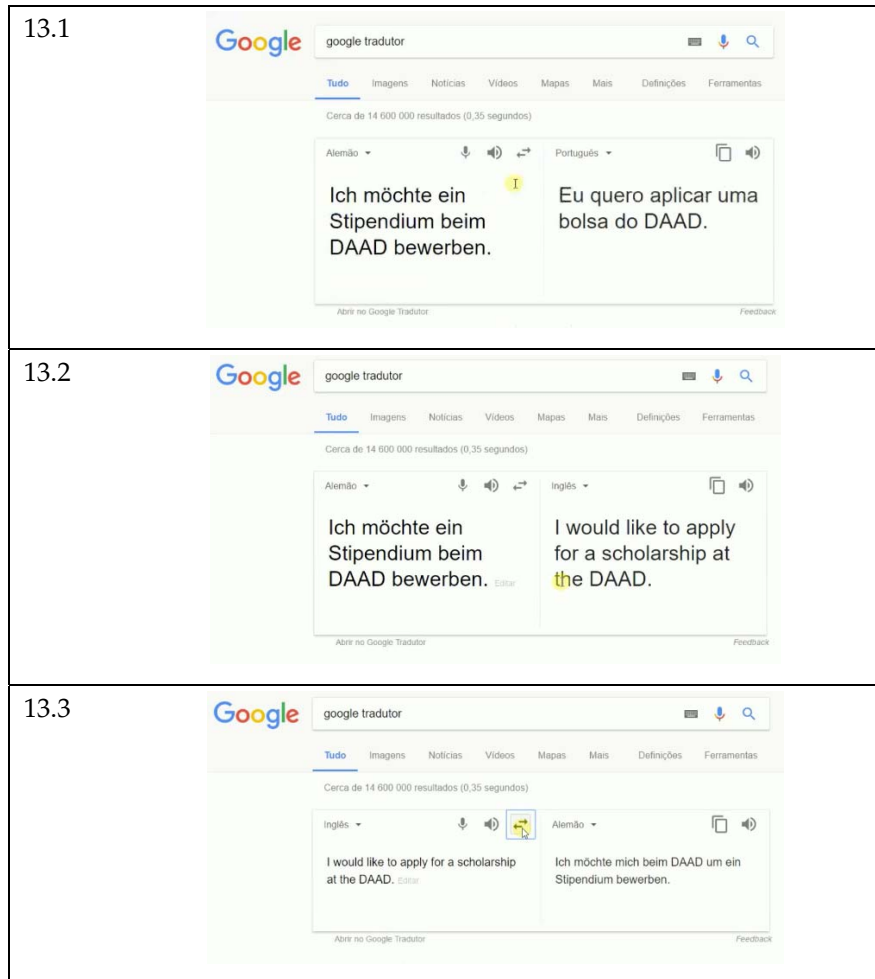 13.1
Google
google tradutor
Tudo Imagens Notícias Vídeos Mapas Mais Definições Ferramentas
Cerca de 14 600 000 resultados (0,35 segundos)
Alemão Português
Ich möchte ein
Stipendium beim
DAAD bewerben.
Eu quero aplicar uma
bolsa do DAAD.
Abrir no Google Tradutor Feedback
13.2
Google
google tradutor
Tudo Imagens Notícias Vídeos Mapas Mais Definições Ferramentas
Cerca de 14 600 000 resultados (0,35 segundos)
Alemão Inglês
Ich möchte ein
Stipendium beim
DAAD bewerben. Editar
I would like to apply
for a scholarship at
the DAAD.
Abrir no Google Tradutor Feedback
13.3
Google
google tradutor
Tudo Imagens Notícias Vídeos Mapas Mais Definições Ferramentas
Cerca de 14 600 000 resultados (0,35 segundos)
Inglês Alemão
I would like to apply for a scholarship
at the DAAD. Editar
Ich möchte mich beim DAAD um ein
Stipendium bewerben.
Abrir no Google Tradutor Feedback